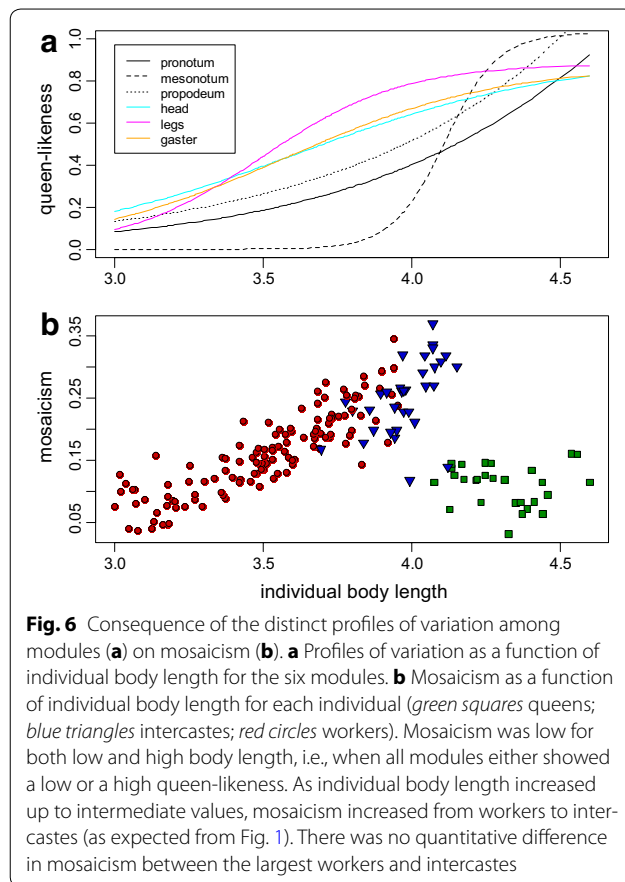 a
queen-likeness
1.0
0.8
0.6
0.4
0.2
0.0
pronotum
mesonotum
propodeum
head
legs
gaster
3.0 3.5 4.0 4.5
b
mosaicism
0.35
0.25
0.15
0.05
3.0 3.5 4.0 4.5
individual body length
Fig. 6 Consequence of the distinct profiles of variation among
modules (a) on mosaicism (b). a Profiles of variation as a function of
individual body length for the six modules. b Mosaicism as a function
of individual body length for each individual (green squares queens;
blue triangles intercastes; red circles workers). Mosaicism was low for
both low and high body length, i.e., when all modules either showed
a low or a high queen-likeness. As individual body length increased
up to intermediate values, mosaicism increased from workers to inter-
castes (as expected from Fig. 1). There was no quantitative difference
in mosaicism between the largest workers and intercastes